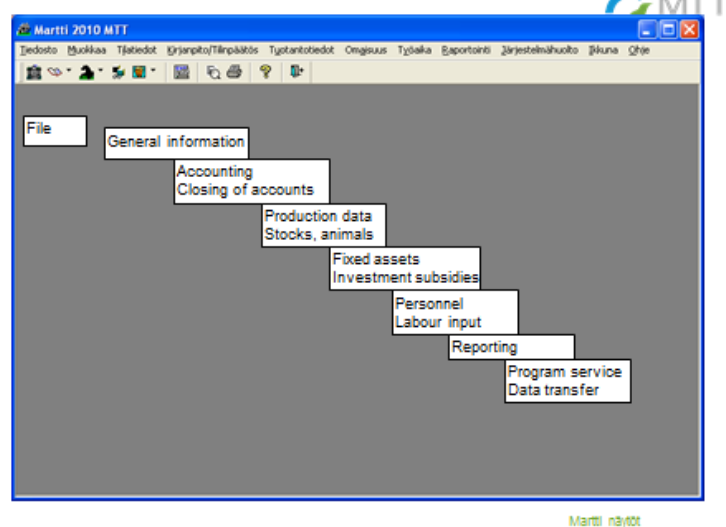 MTT
Martti 2010 MTT
Tiedosto Muokkaa Tilatiedot Kirjanpito/Tilinpäätös Tuotantotiedot Omaisuus Työaika Raportointi Järjestelmähuolto Ikkuna Ohje
File
General information
Accounting
Closing of accounts
Production data
Stocks, animals
Fixed assets
Investment subsidies
Personnel
Labour input
Reporting
Program service
Data transfer
Martti näytöt